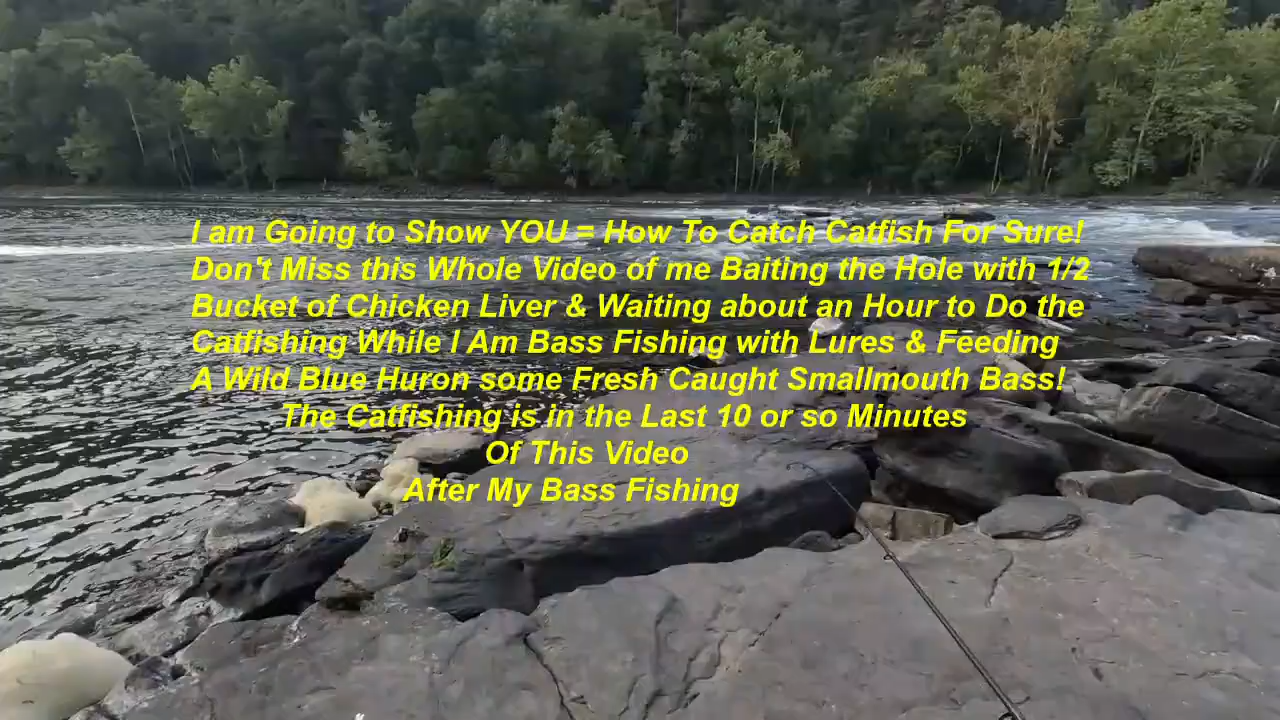 I am Going to Show YOU = How To Catch Catfish For Sure!
Don't Miss this Whole Video of me Baiting the Hole with 1/2
Bucket of Chicken Liver & Waiting about an Hour to Do the
Catfishing While I Am Bass Fishing with Lures & Feeding
A Wild Blue Huron some Fresh Caught Smallmouth Bass!
The Catfishing is in the Last 10 or so Minutes
Of This Video
After My Bass Fishing